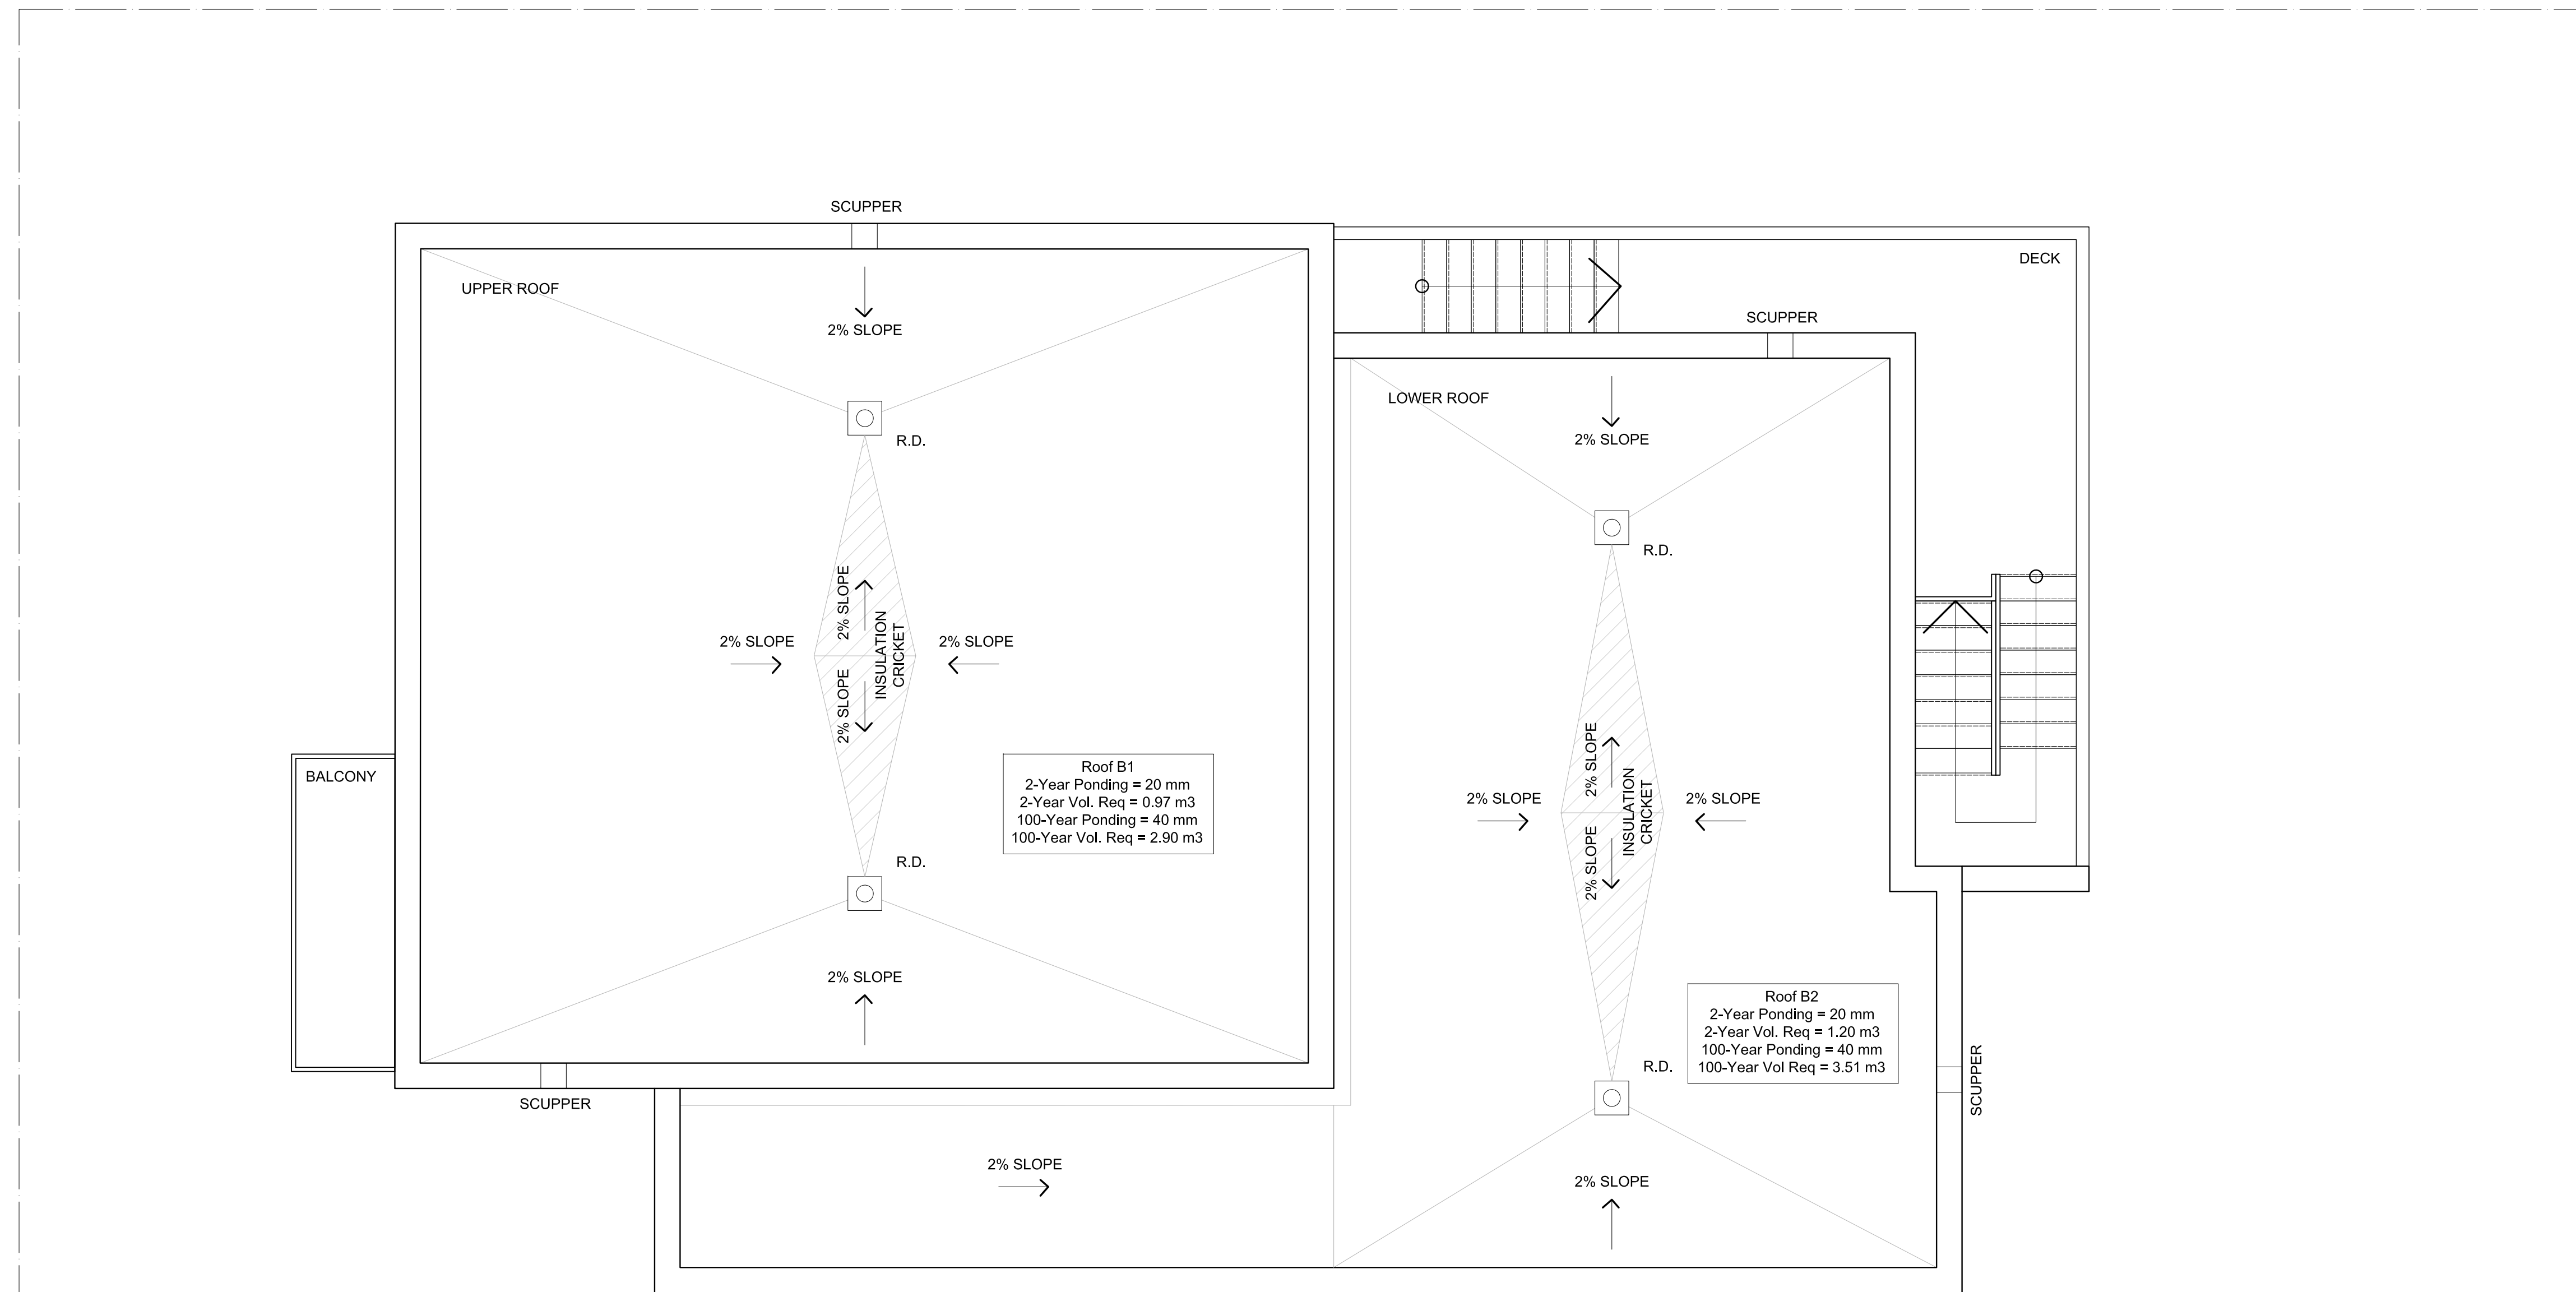 SCUPPER
UPPER ROOF
2% SLOPE
R.D.
2% SLOPE
2% SLOPE
INSULATION
CRICKET
2% SLOPE
2% SLOPE
BALCONY
Roof B1
2-Year Ponding = 20 mm
2-Year Vol. Req = 0.97 m3
100-Year Ponding = 40 mm
100-Year Vol. Req = 2.90 m3
R.D.
2% SLOPE
SCUPPER
2% SLOPE
DECK
SCUPPER
LOWER ROOF
2% SLOPE
R.D.
2% SLOPE
2% SLOPE
INSULATION
CRICKET
2% SLOPE
2% SLOPE
Roof B2
2-Year Ponding = 20 mm
2-Year Vol. Req = 1.20 m3
100-Year Ponding = 40 mm
100-Year Vol Req = 3.51 m3
R.D.
SCUPPER
2% SLOPE